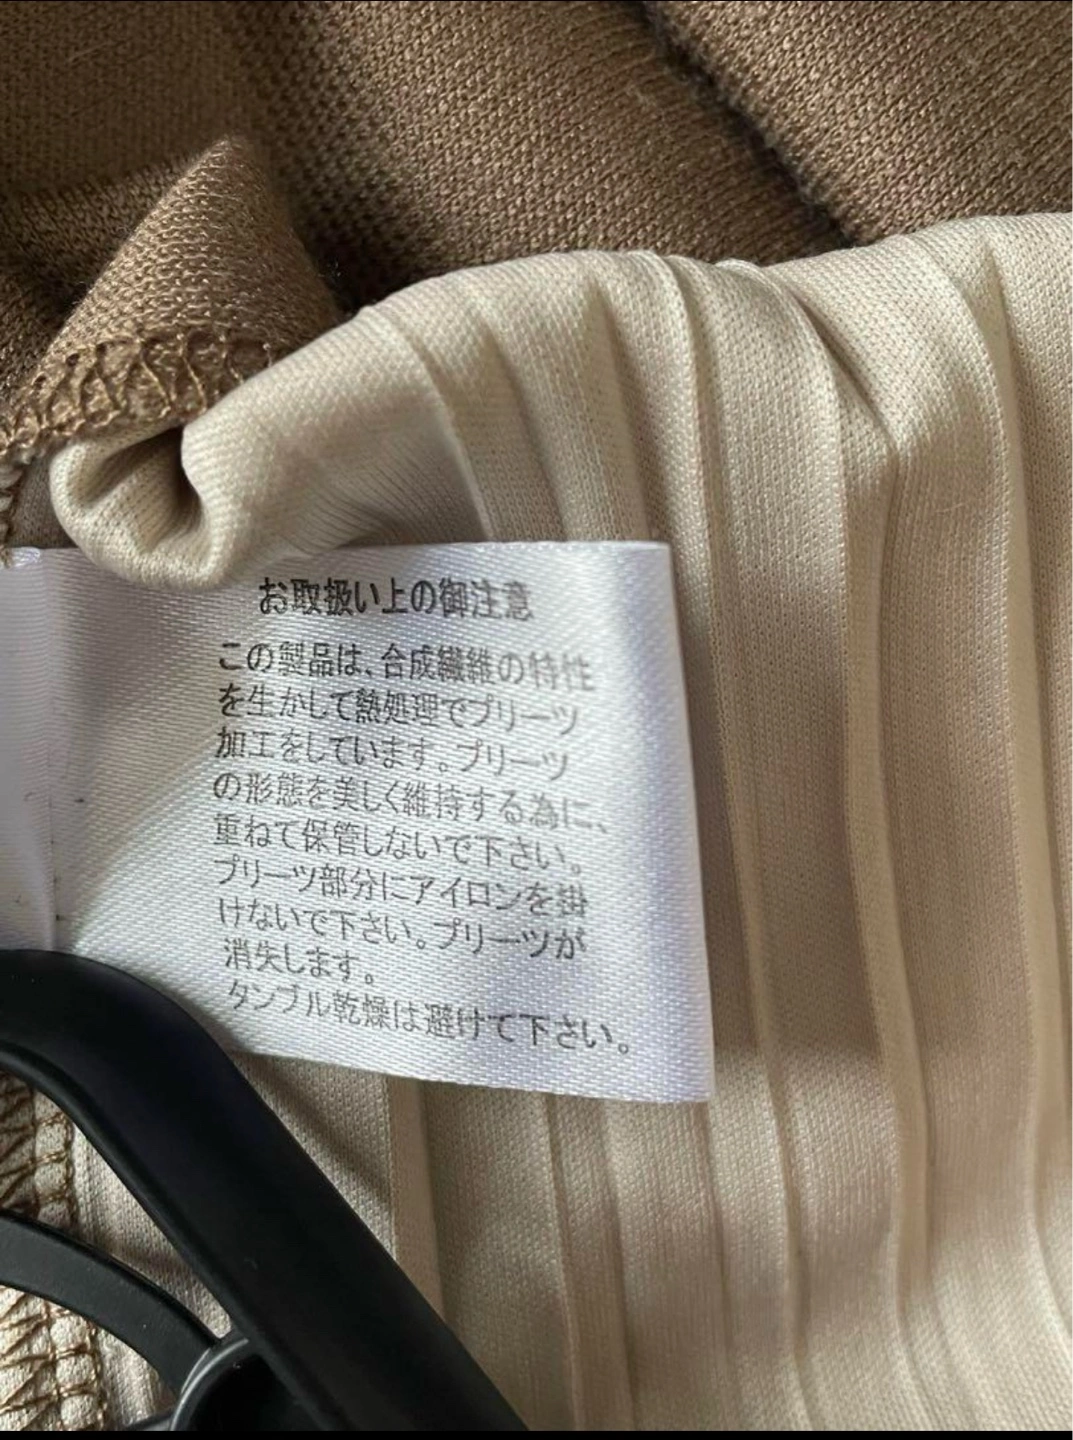 お取扱い上の御注意
この製品は、合成繊維の特性
を生かして熱処理でプリーツ
加工をしています。プリーツ
の形態を美しく維持する為に、
重ねて保管しないで下さい。
プリーツ部分にアイロンを掛
けないで下さい。プリーツが
消失します。
タンブル乾燥は避けて下さい。